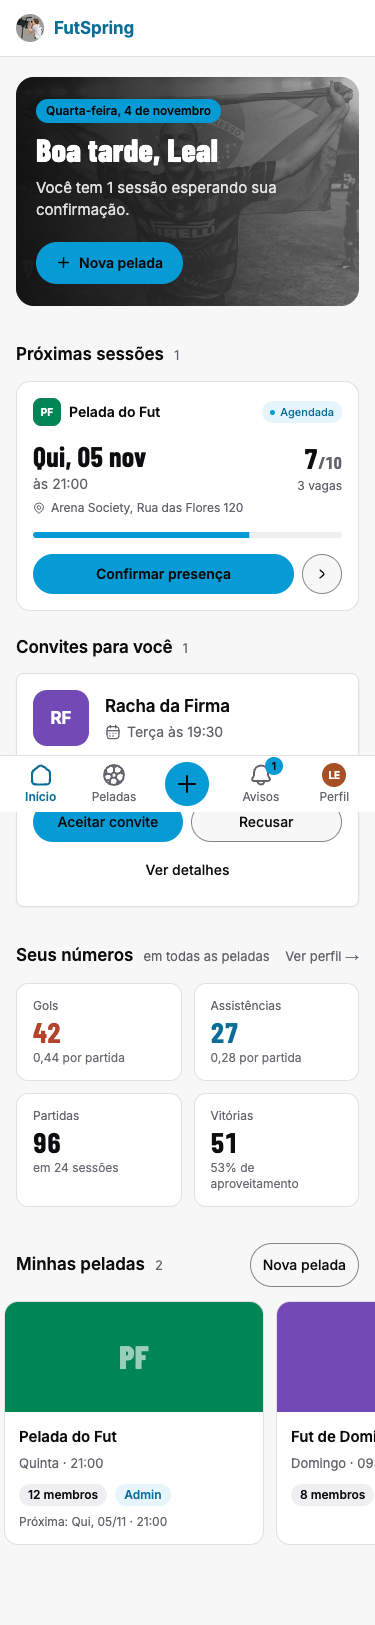 FutSpring
Quarta-feira, 4 de novembro
Boa tarde, Leal
Você tem 1 sessão esperando sua
confirmação.
+ Nova pelada
Próximas sessões 1
PF Pelada do Fut Agendada
Qui, 05 nov 7/10
às 21:00 3 vagas
Arena Society, Rua das Flores 120
Confirmar presença
Convites para você 1
RF Racha da Firma
Terça às 19:30
1 LE
Início Peladas Avisos Perfil
Aceitar convite Recusar
Ver detalhes
Seus números em todas as peladas Ver perfil →
Gols Assistências
42 27
0,44 por partida 0,28 por partida
Partidas Vitórias
96 51
em 24 sessões 53% de
aproveitamento
Minhas peladas 2 Nova pelada
PF
Pelada do Fut Fut de Domi
Quinta · 21:00 Domingo · 09:
12 membros Admin 8 membros
Próxima: Qui, 05/11 · 21:00